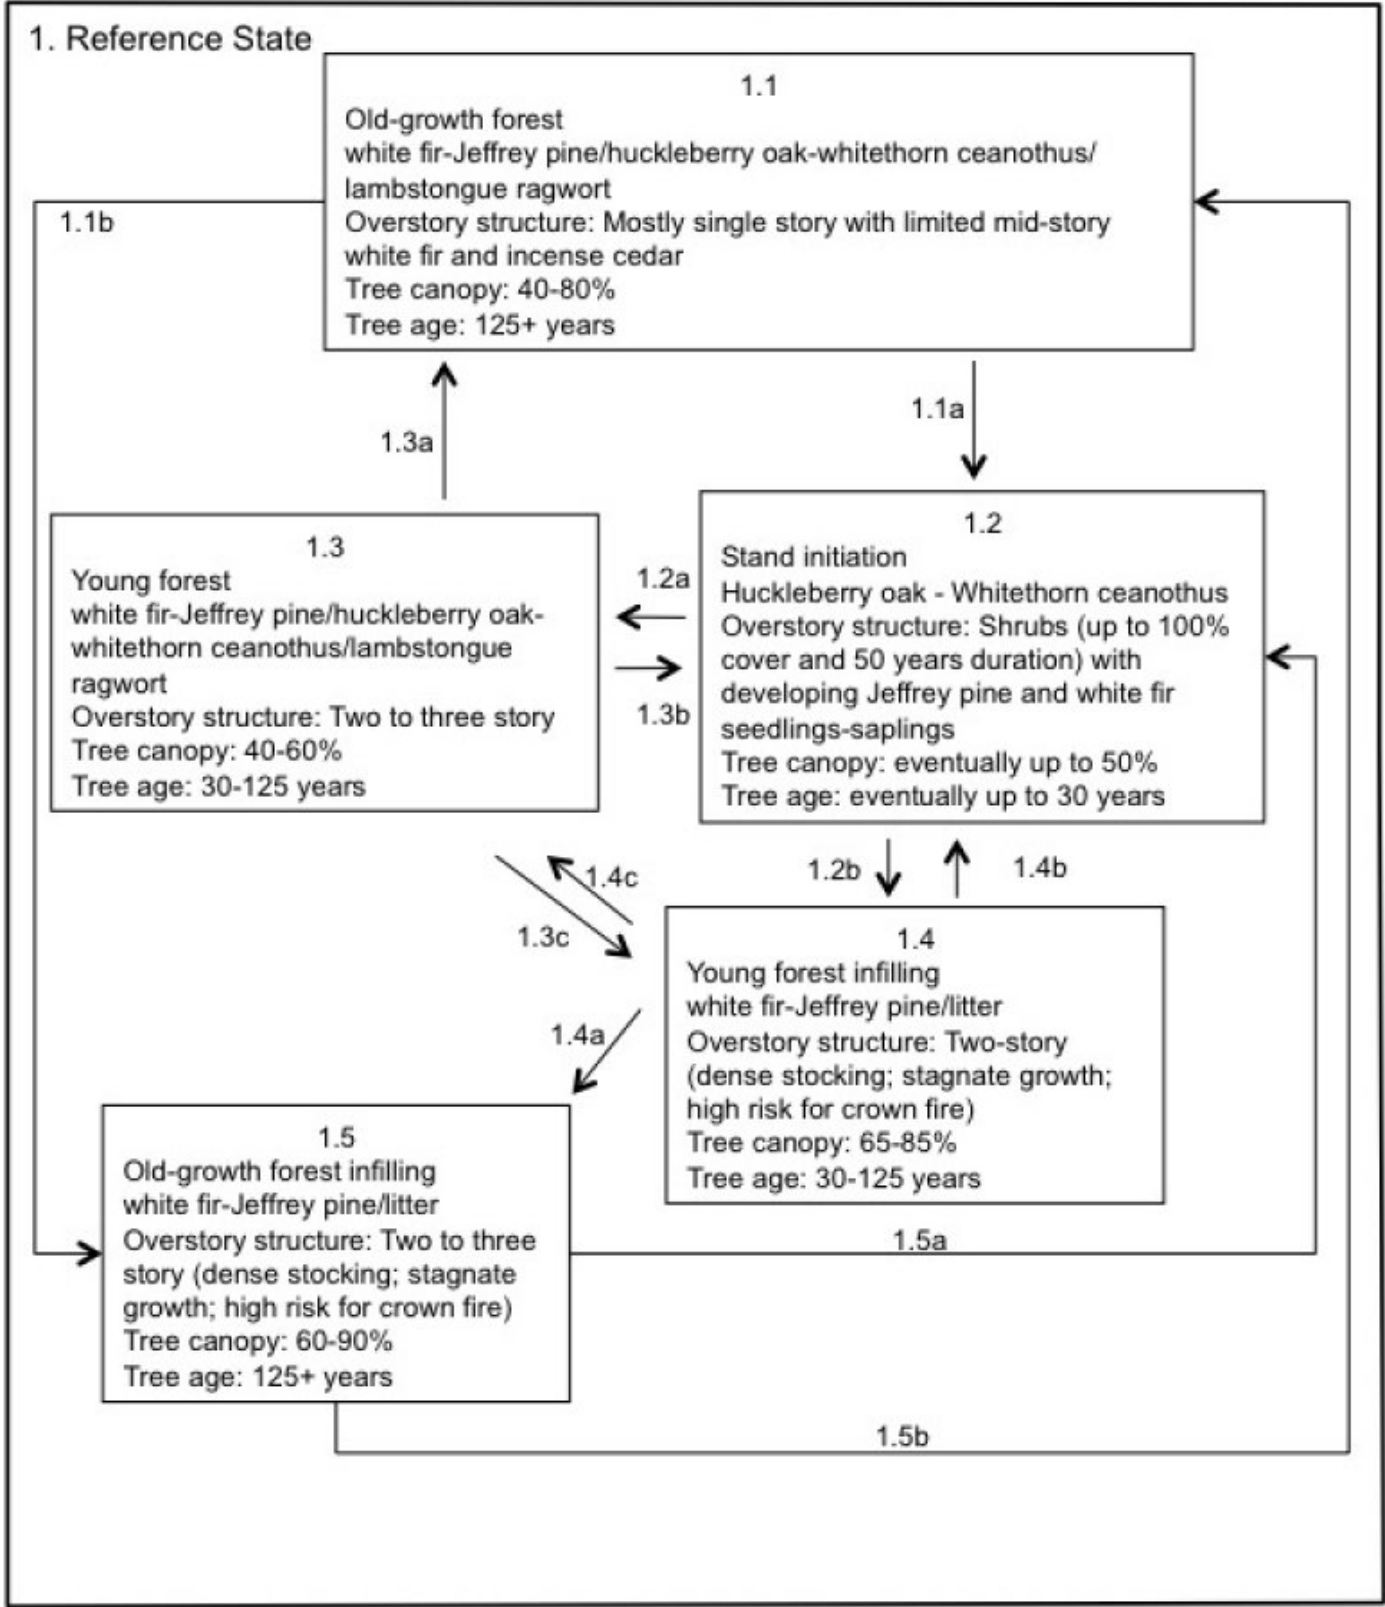 1. Reference State
1.1
Old-growth forest
white fir-Jeffrey pine/huckleberry oak-whitethorn ceanothus/
lambstongue ragwort
Overstory structure: Mostly single story with limited mid-story
white fir and incense cedar
Tree canopy: 40-80%
Tree age: 125+ years
1.1b
1.3a
1.1a
1.3
Young forest
white fir-Jeffrey pine/huckleberry oak-
whitethorn ceanothus/lambstongue
ragwort
Overstory structure: Two to three story
Tree canopy: 40-60%
Tree age: 30-125 years
1.2a
1.3b
1.2
Stand initiation
Huckleberry oak - Whitethorn ceanothus
Overstory structure: Shrubs (up to 100%
cover and 50 years duration) with
developing Jeffrey pine and white fir
seedlings-saplings
Tree canopy: eventually up to 50%
Tree age: eventually up to 30 years
1.4c
1.3c
1.2b
1.4b
1.4
Young forest infilling
white fir-Jeffrey pine/litter
Overstory structure: Two-story
(dense stocking; stagnate growth;
high risk for crown fire)
Tree canopy: 65-85%
Tree age: 30-125 years
1.4a
1.5
Old-growth forest infilling
white fir-Jeffrey pine/litter
Overstory structure: Two to three
story (dense stocking; stagnate
growth; high risk for crown fire)
Tree canopy: 60-90%
Tree age: 125+ years
1.5a
1.5b